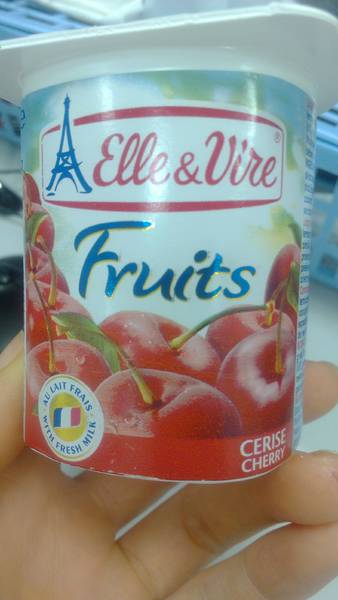 Elle & Vire®
Fruits
AU LAIT FRAIS
WITH FRESH MILK
CERISE
CHERRY